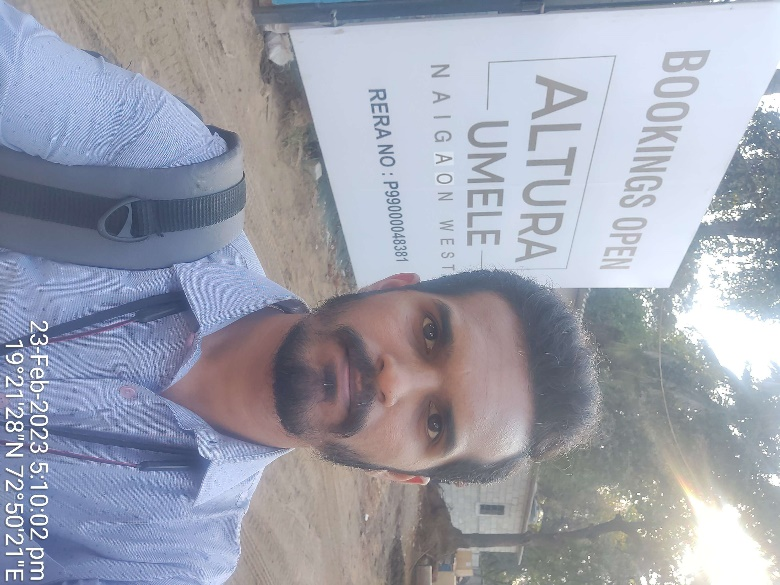 BOOKINGS OPEN
ALTURA
UMELE
NAIGAON WEST
RERA NO : P99000048381
23-Feb-2023 5:10:02 pm
19°21'28"N 72°50'21"E